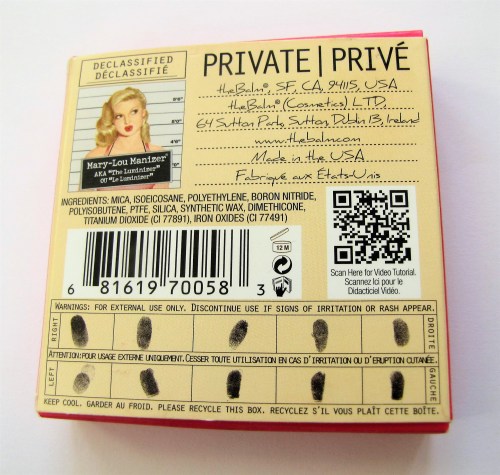 DECLASSIFIED
DÉCLASSIFIÉ
PRIVATE | PRIVÉ
theBalm®, SF, CA, 94115, USA
theBalm® (Cosmetics) LTD.
64 Sutton Park, Sutton Dublin 13, Ireland
www.thebalm.com
Made in the USA
Fabriqué aux États-Unis
Mary-Lou Manizer®
AKA "The Luminizer"
OU "Le Luminizer"
INGREDIENTS: MICA, ISOEICOSANE, POLYETHYLENE, BORON NITRIDE,
POLYISOBUTENE, PTFE, SILICA, SYNTHETIC WAX, DIMETHICONE,
TITANIUM DIOXIDE (CI 77891), IRON OXIDES (CI 77491)
6 81619 70058 3
12 M
Scan Here for Video Tutorial.
Scannez Ici pour le
Didacticiel Vidéo.
WARNINGS: FOR EXTERNAL USE ONLY. DISCONTINUE USE IF SIGNS OF IRRITATION OR RASH APPEAR.
RIGHT
DROITE
ATTENTION: POUR USAGE EXTERNE UNIQUEMENT. CESSER TOUTE UTILISATION EN CAS D'IRRITATION OU D'ÉRUPTION CUTANÉE.
LEFT
GAUCHE
KEEP COOL. GARDER AU FROID. PLEASE RECYCLE THIS BOX. RECYCLEZ S'IL VOUS PLAÎT CETTE BOÎTE.